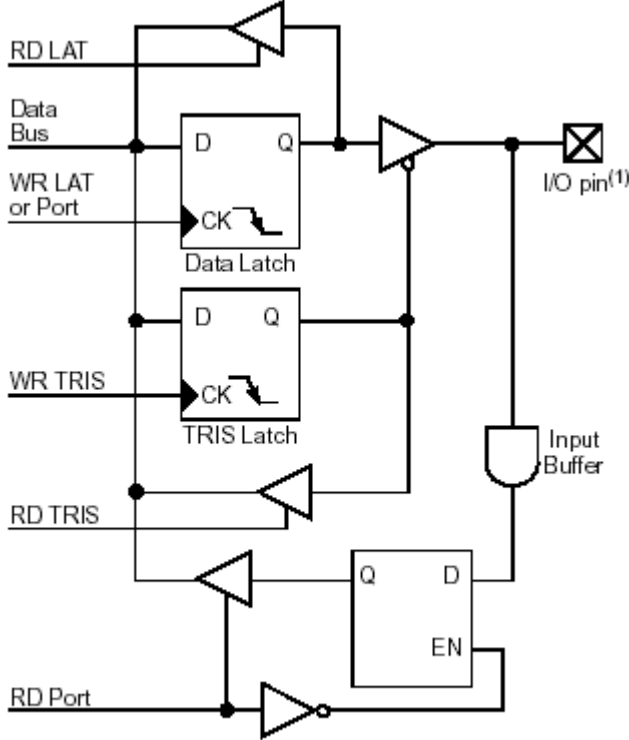 RD LAT
Data
Bus
D Q
WR LAT
or Port
CK
I/O pin(1)
Data Latch
D Q
WR TRIS
CK
TRIS Latch
Input
Buffer
RD TRIS
Q D
EN
RD Port